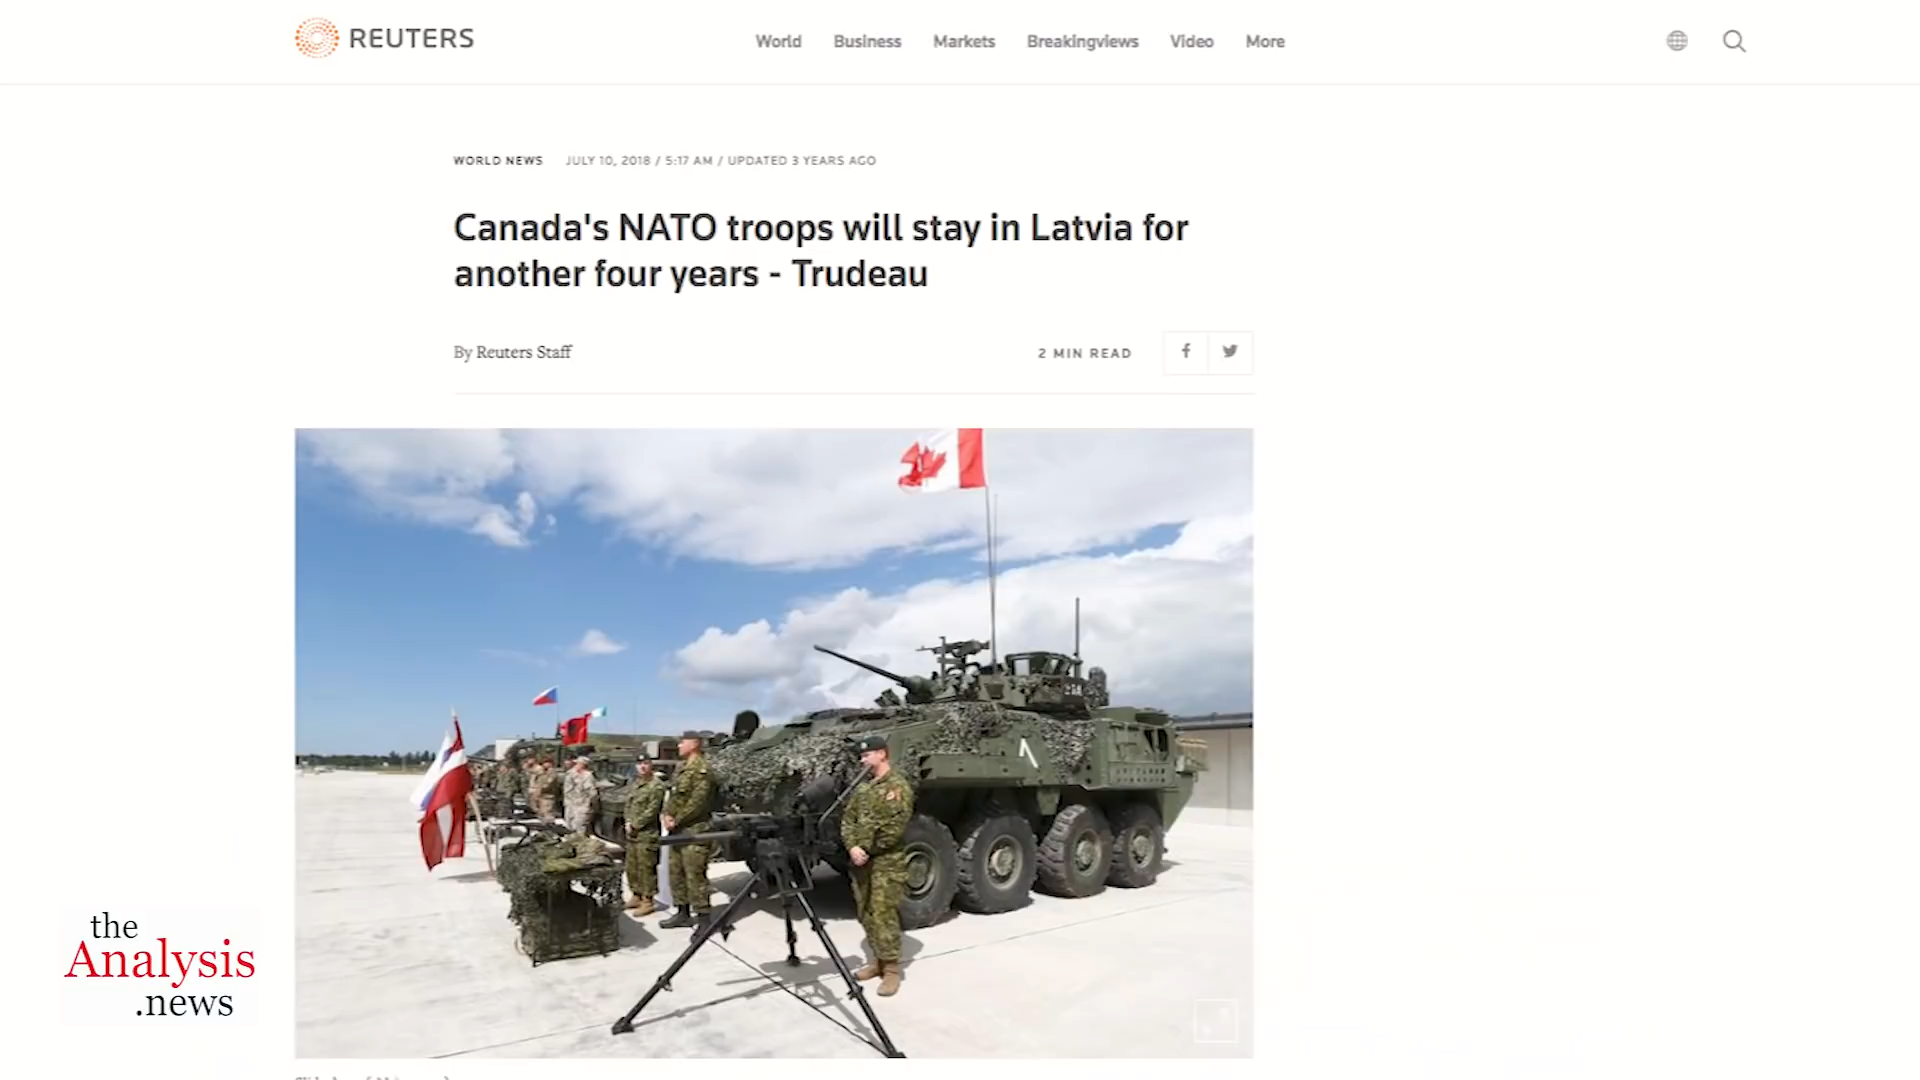 REUTERS
World Business Markets Breakingviews Video More
WORLD NEWS JULY 10, 2018 / 5:17 AM / UPDATED 3 YEARS AGO
Canada's NATO troops will stay in Latvia for
another four years - Trudeau
By Reuters Staff
2 MIN READ
the
Analysis
.news